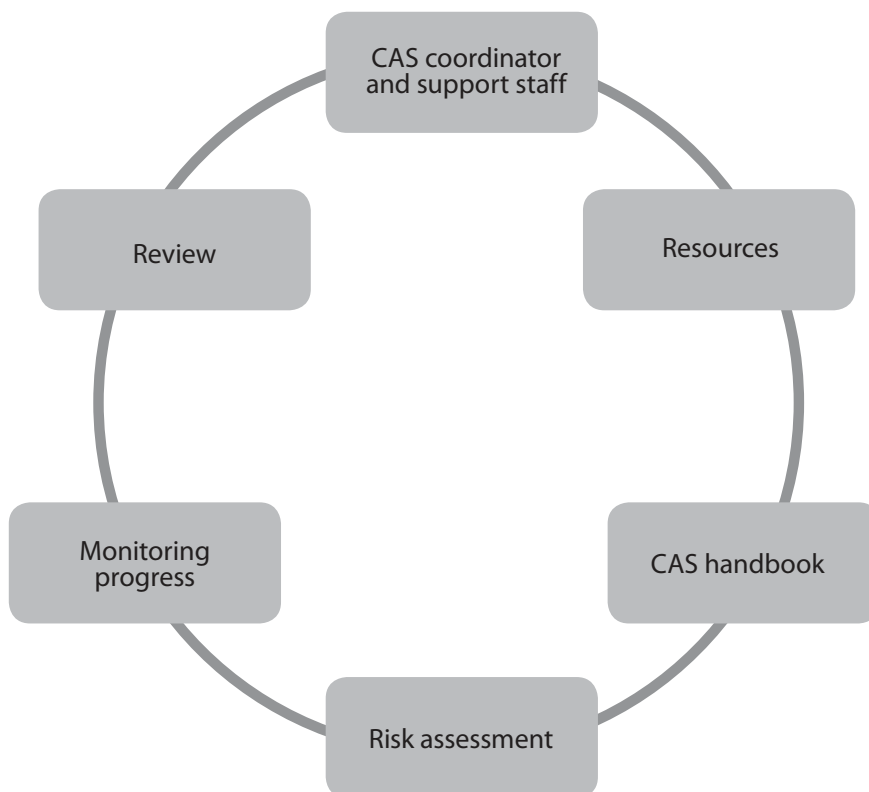 CAS coordinator
and support staff
Resources
CAS handbook
Risk assessment
Monitoring
progress
Review